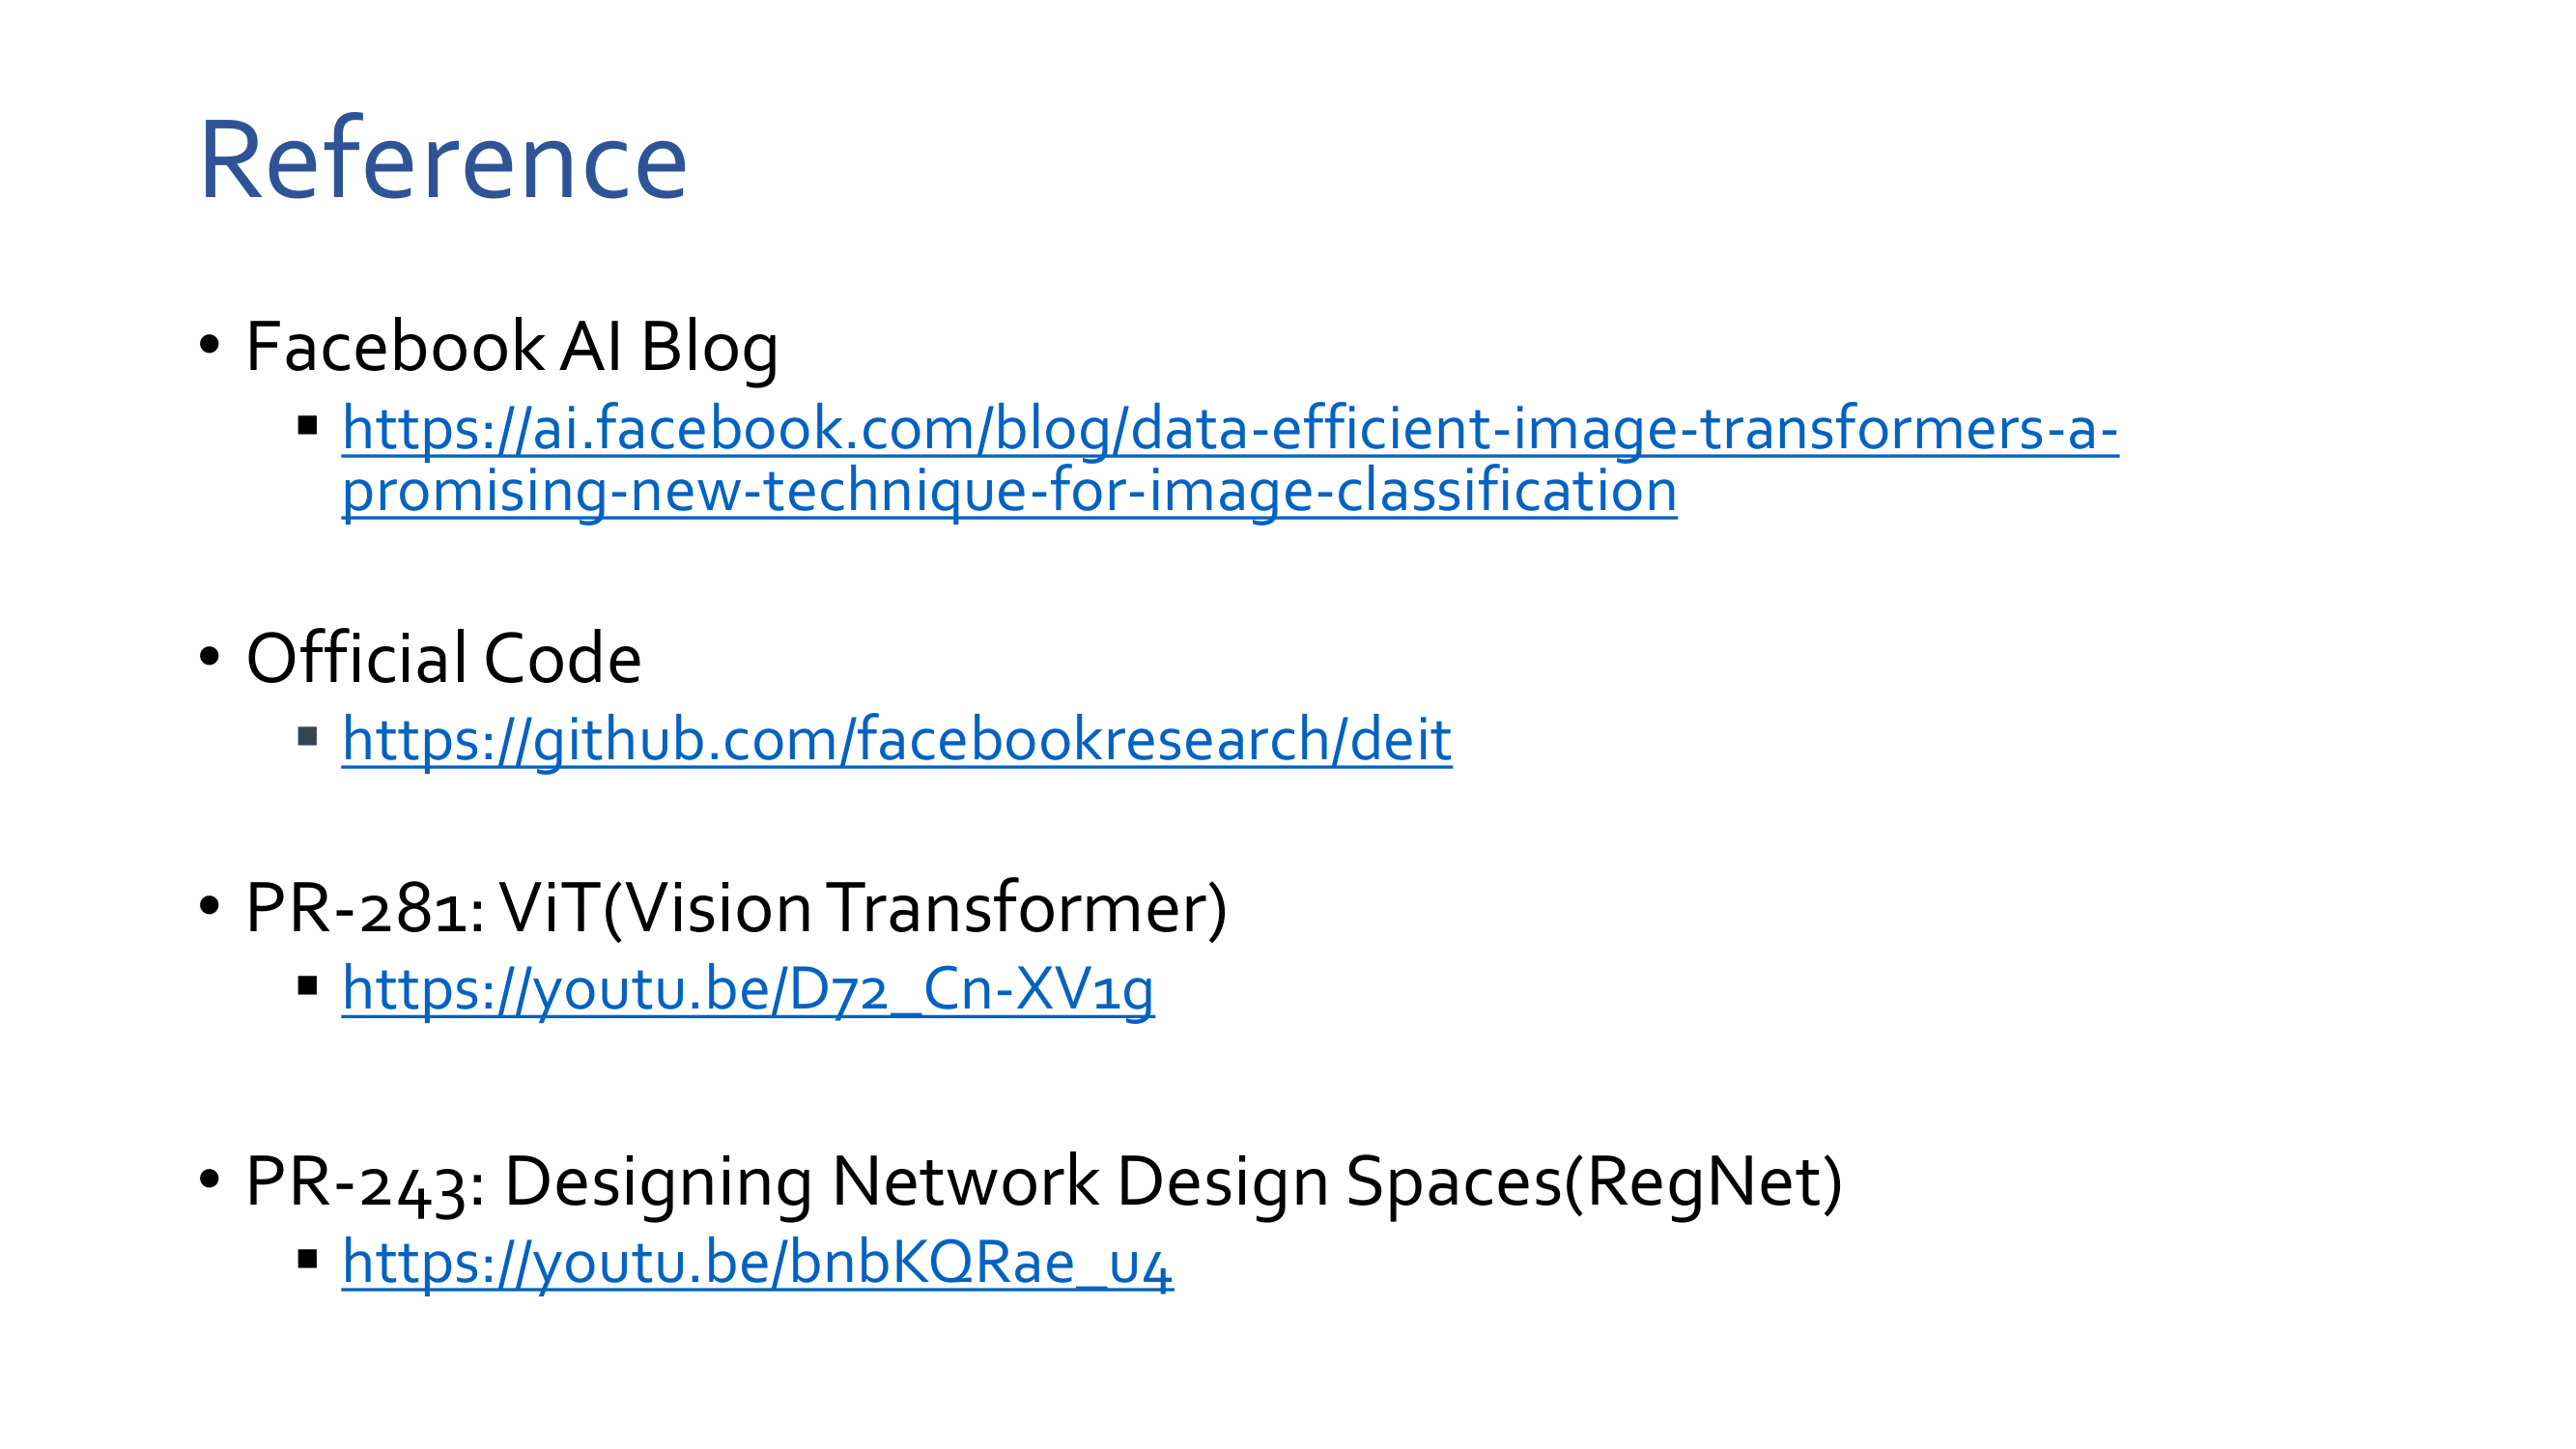 Reference
• Facebook AI Blog
▪ https://ai.facebook.com/blog/data-efficient-image-transformers-a-
promising-new-technique-for-image-classification
• Official Code
▪ https://github.com/facebookresearch/deit
• PR-281: ViT(Vision Transformer)
▪ https://youtu.be/D72_Cn-XV1g
• PR-243: Designing Network Design Spaces(RegNet)
▪ https://youtu.be/bnbKQRae_u4